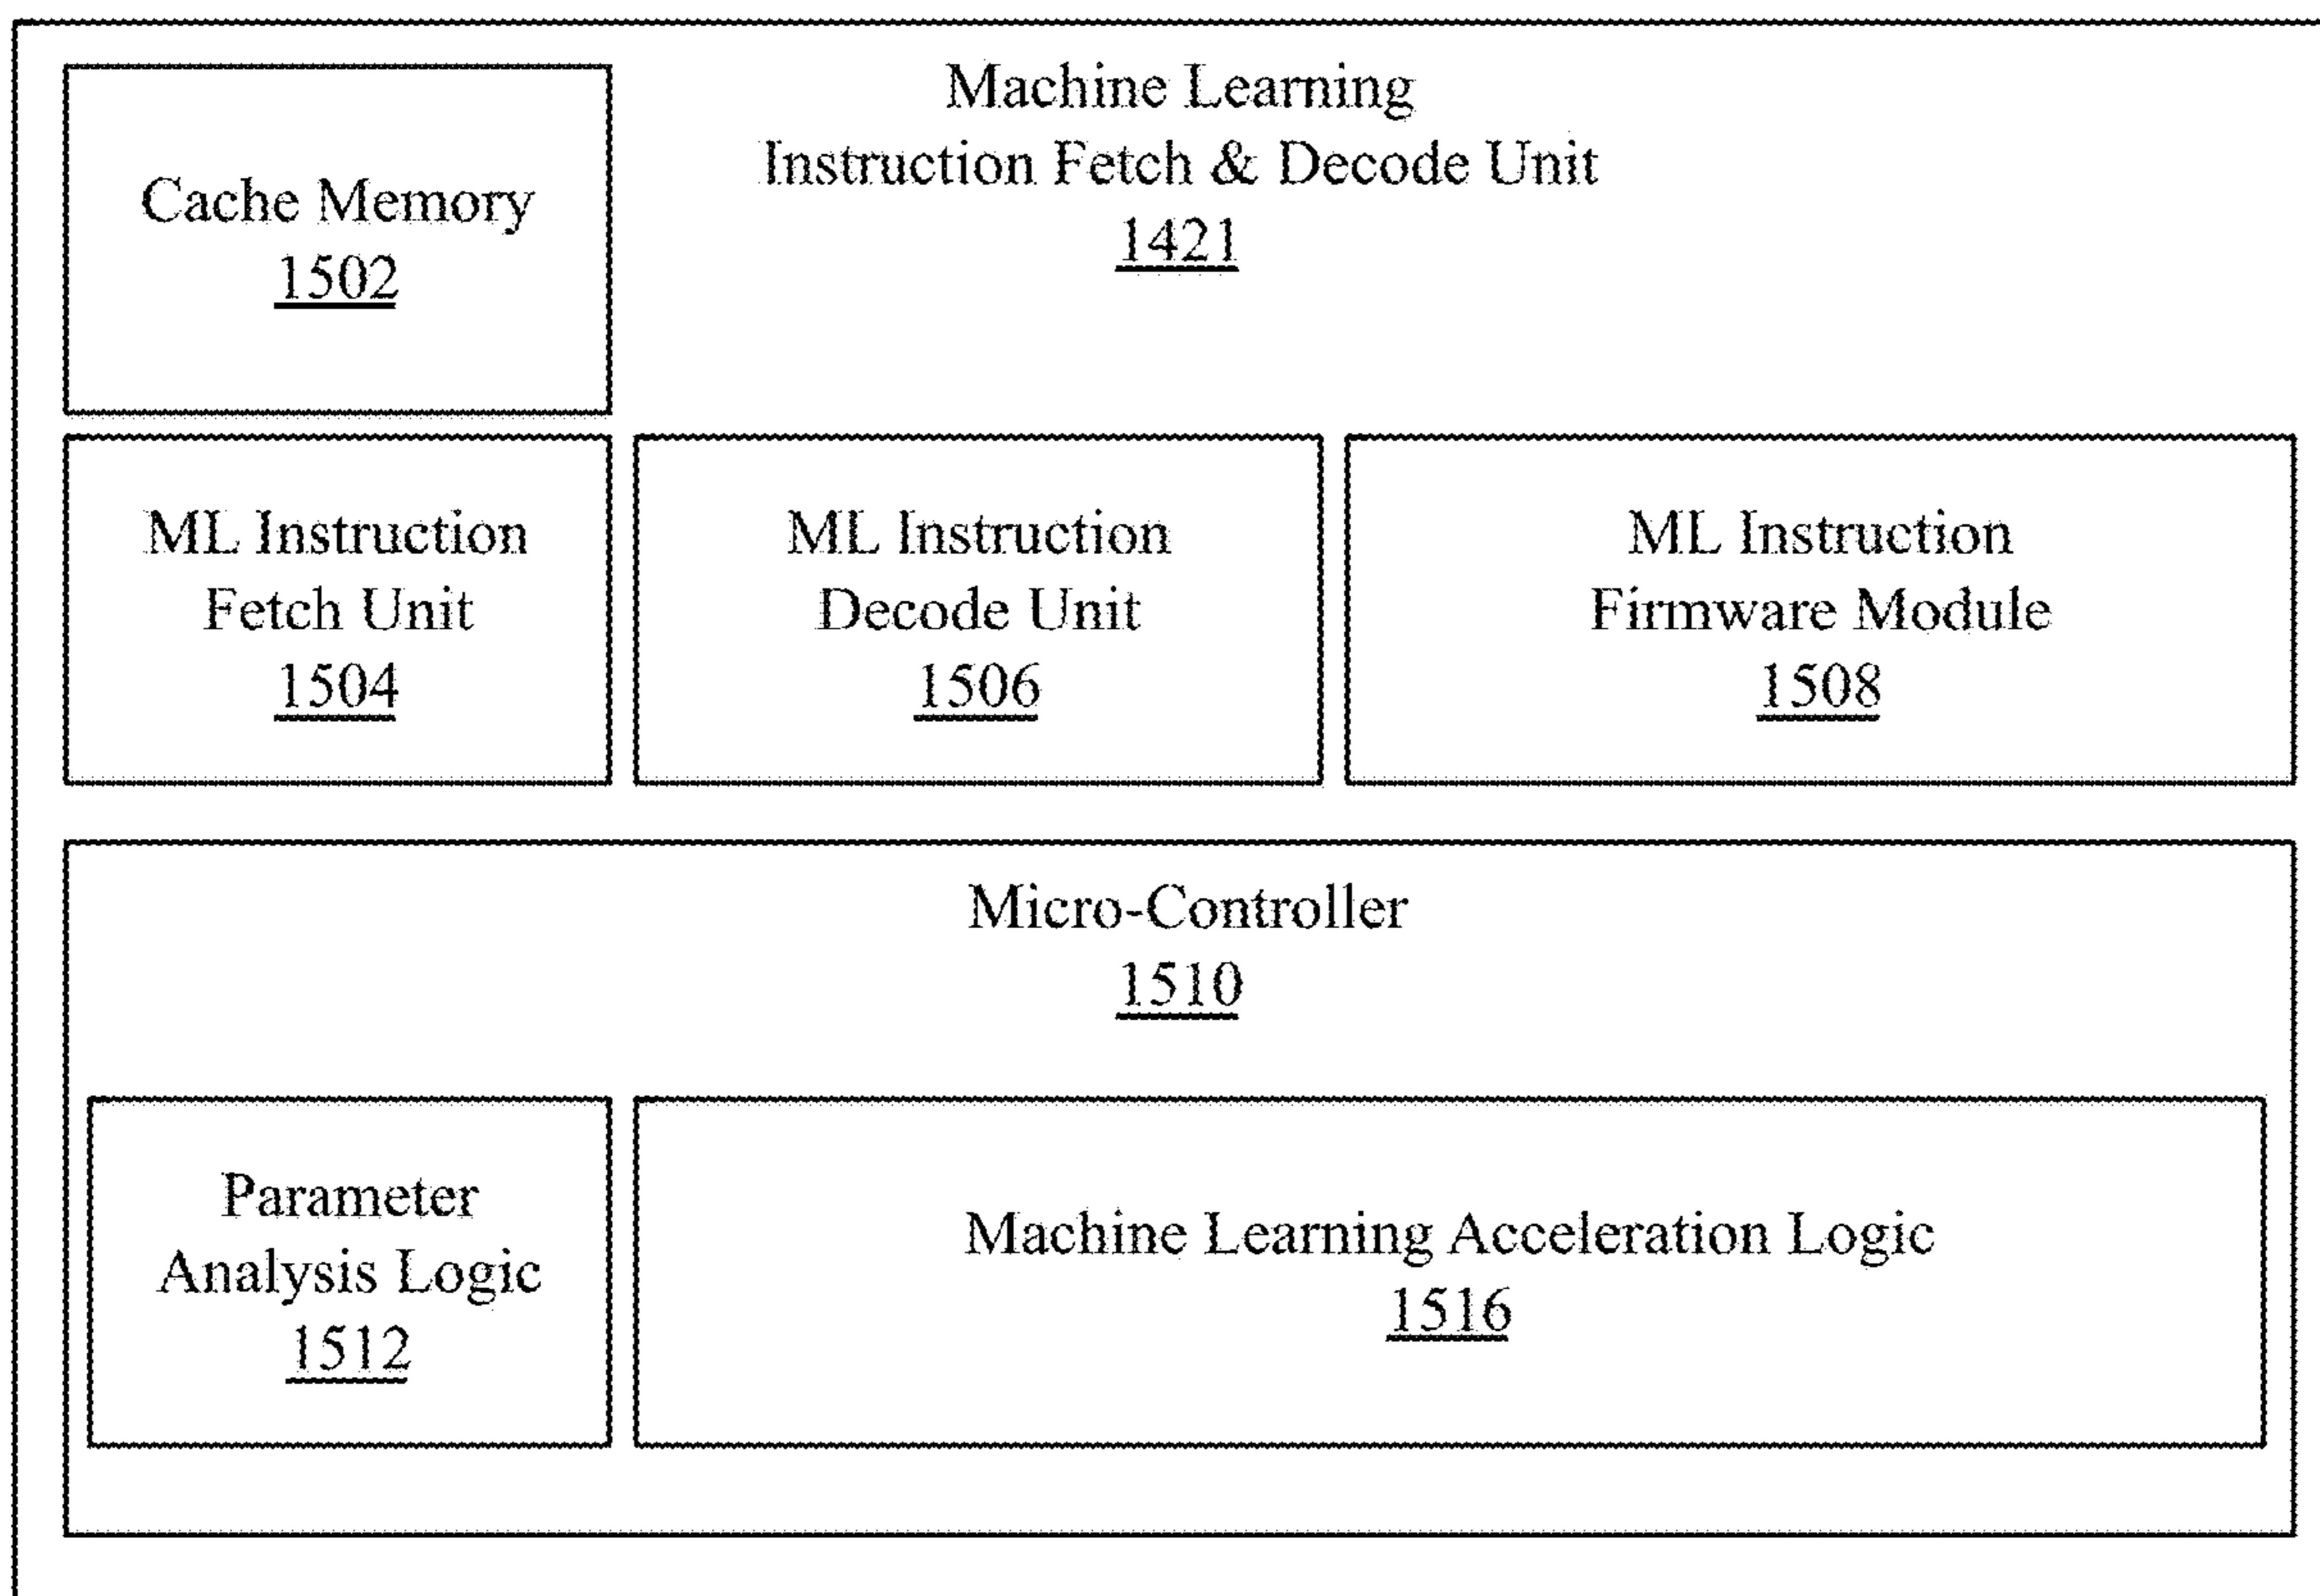 Cache Memory
1502
Machine Learning
Instruction Fetch & Decode Unit
1421
ML Instruction
Fetch Unit
1504
ML Instruction
Decode Unit
1506
ML Instruction
Firmware Module
1508
Micro-Controller
1510
Parameter
Analysis Logic
1512
Machine Learning Acceleration Logic
1516